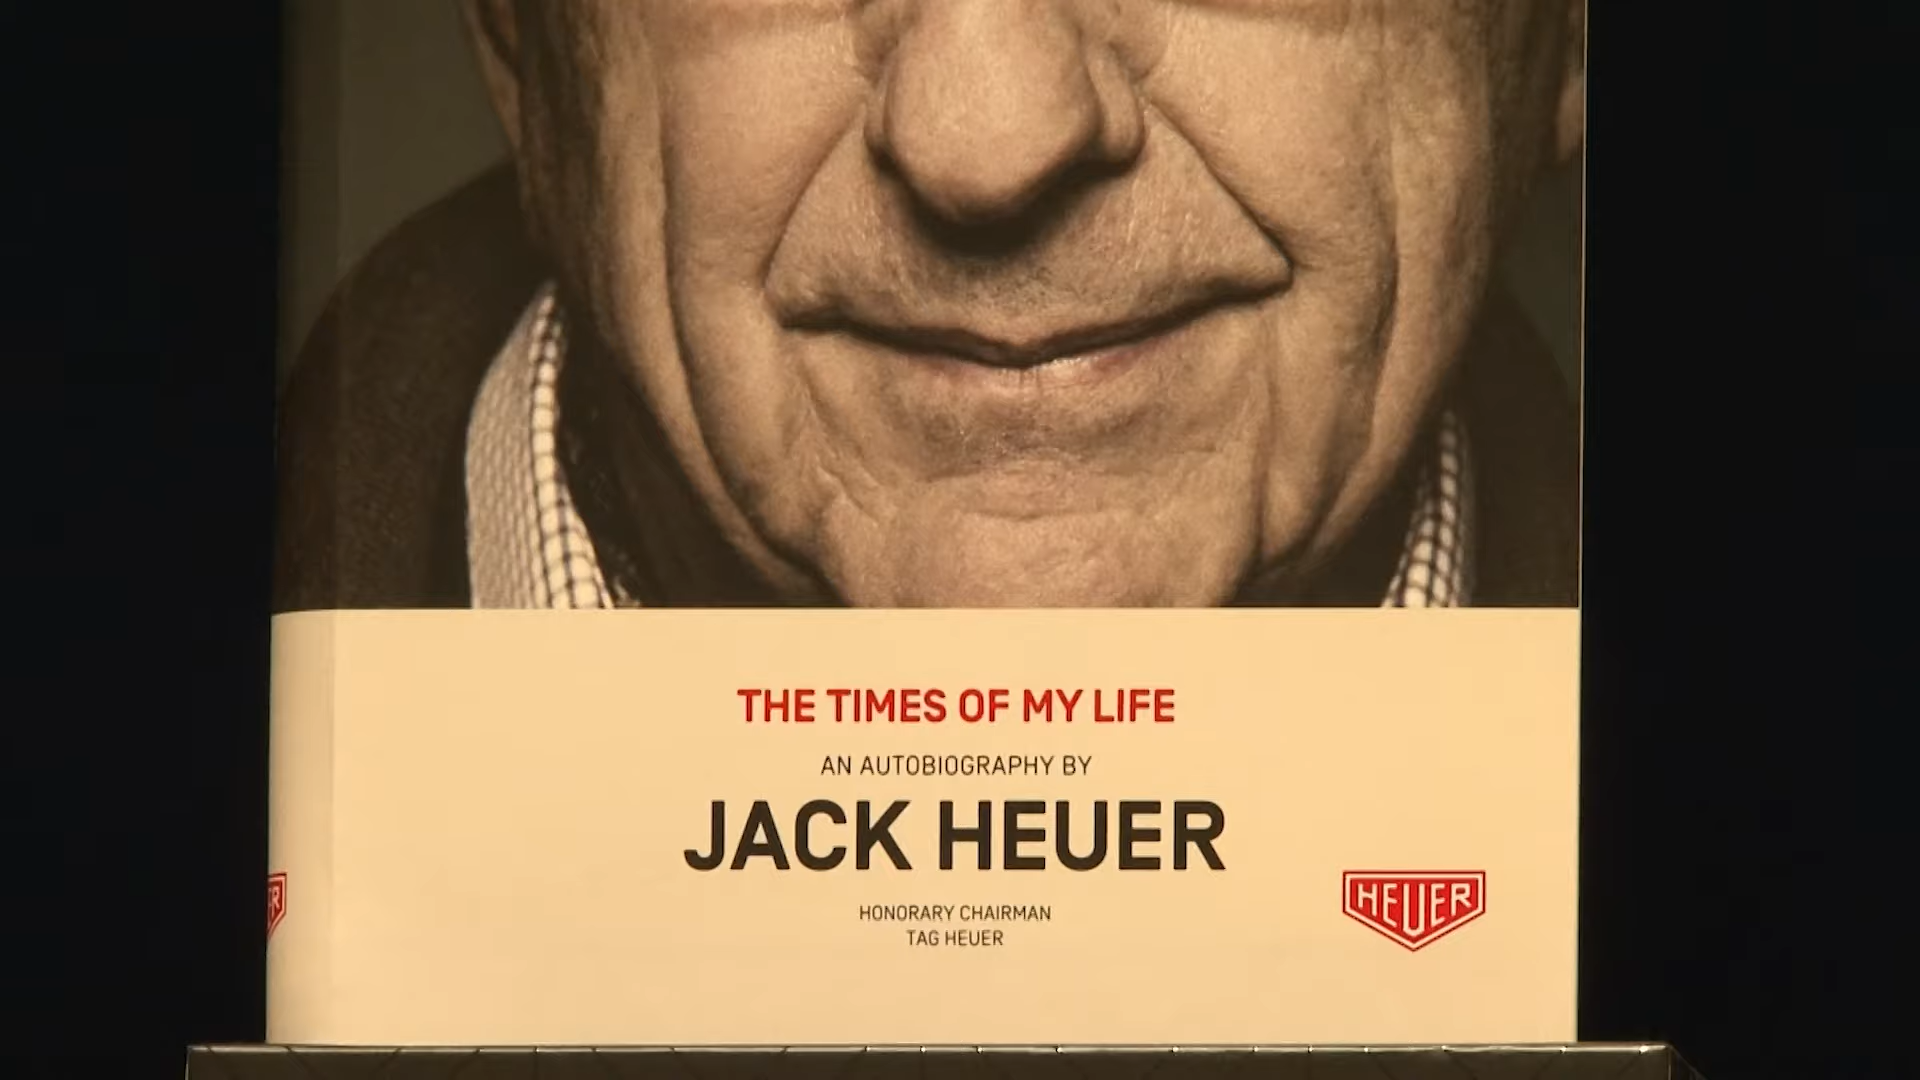 THE TIMES OF MY LIFE
AN AUTOBIOGRAPHY BY
JACK HEUER
HONORARY CHAIRMAN
TAG HEUER
HEUER